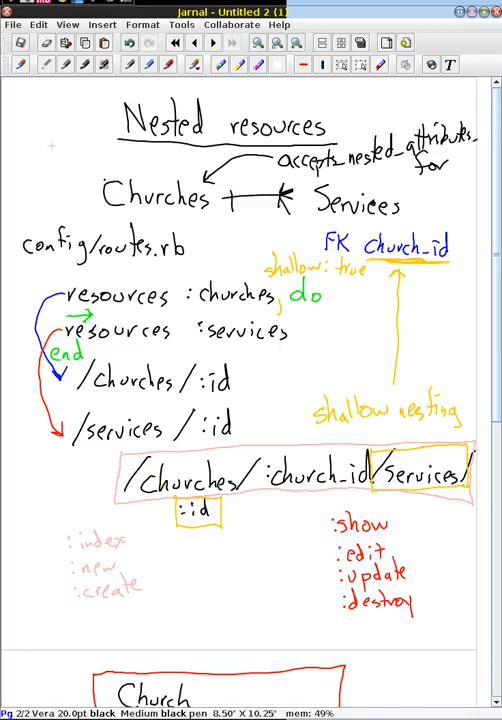 Jarnal - Untitled 2 (1)
File Edit View Insert Format Tools Collaborate Help
Nested resources
accepts_nested_attributes_
for
Churches Services
config/routes.rb
FK church_id
shallow: true
resources :churches, do
resources :services
end
/churches/:id
/services/:id
shallow nesting
/churches/:church_id/services/
:id
:index
:new
:create
:show
:edit
:update
:destroy
Church
Pg 2/2 Vera 20.0pt black Medium black pen 8.50" X 10.25" mem: 49%